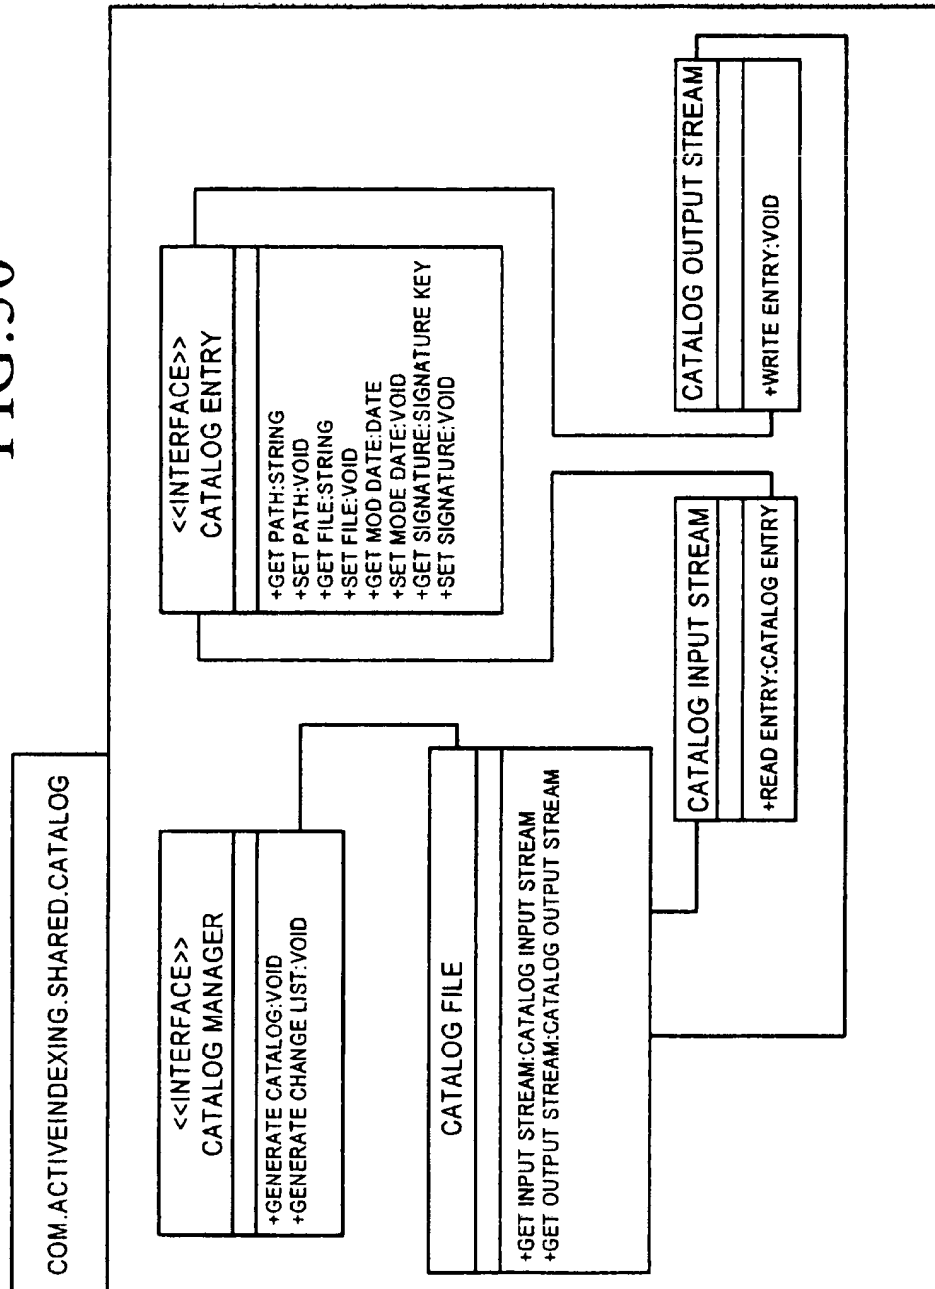 COM.ACTIVEINDEXING.SHARED.CATALOG
<<INTERFACE>>
CATALOG MANAGER
+GENERATE CATALOG:VOID
+GENERATE CHANGE LIST:VOID
<<INTERFACE>>
CATALOG ENTRY
+GET PATH:STRING
+SET PATH:VOID
+GET FILE:STRING
+SET FILE:VOID
+GET MOD DATE:DATE
+SET MODE DATE:VOID
+GET SIGNATURE:SIGNATURE KEY
+SET SIGNATURE:VOID
CATALOG FILE
+GET INPUT STREAM:CATALOG INPUT STREAM
+GET OUTPUT STREAM:CATALOG OUTPUT STREAM
CATALOG INPUT STREAM
+READ ENTRY:CATALOG ENTRY
CATALOG OUTPUT STREAM
+WRITE ENTRY:VOID